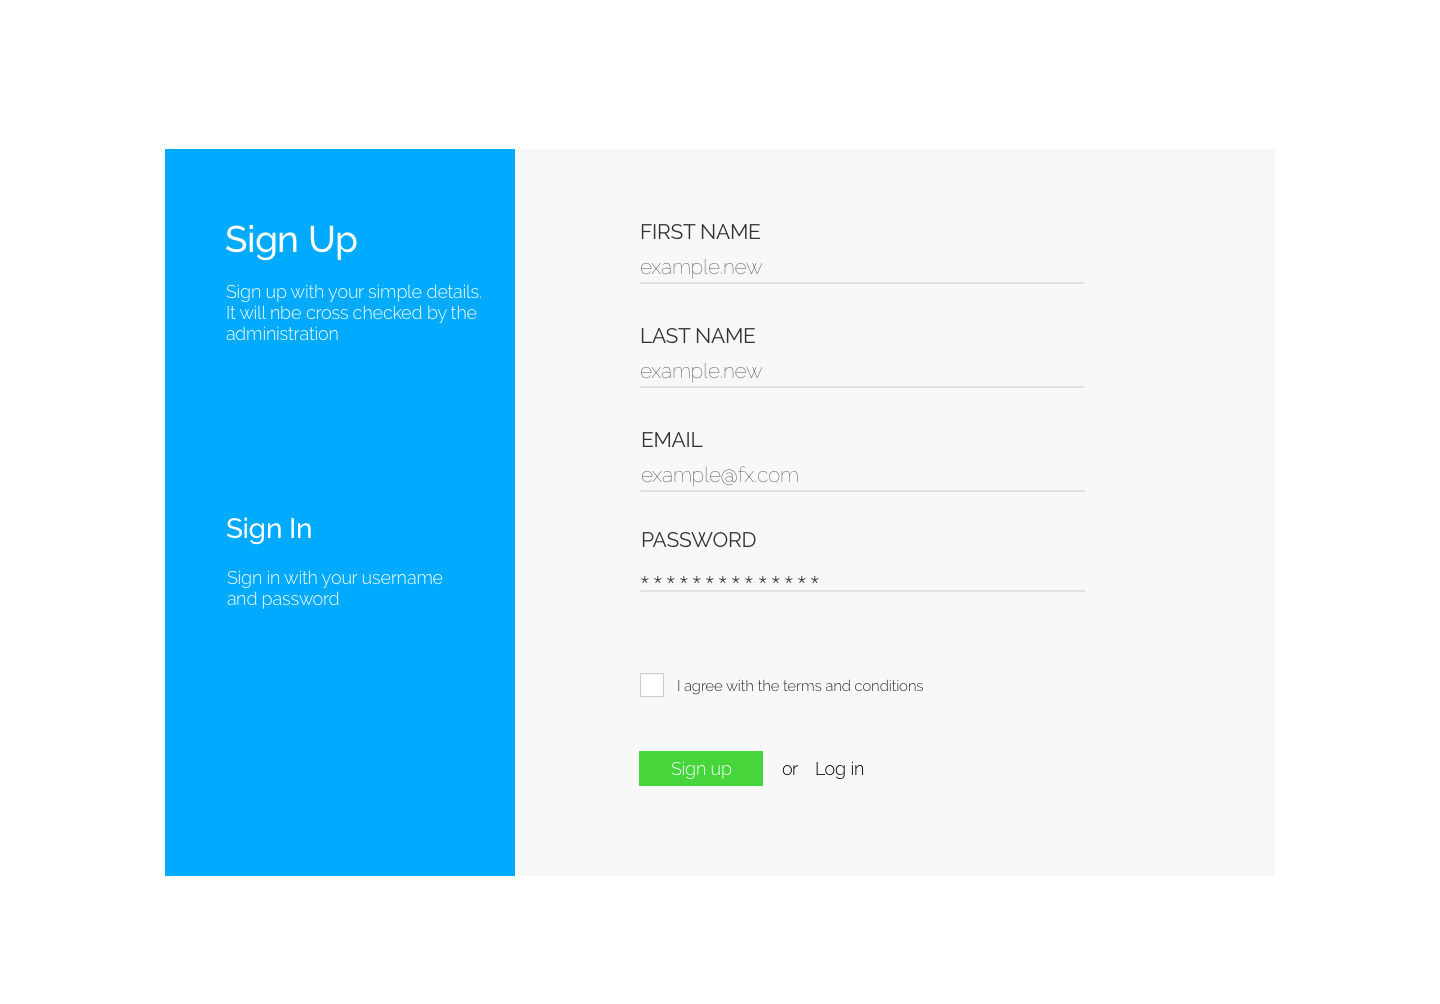 Sign Up
Sign up with your simple details.
It will nbe cross checked by the
administration
Sign In
Sign in with your username
and password
FIRST NAME
example.new
LAST NAME
example.new
EMAIL
example@fx.com
PASSWORD
**************
I agree with the terms and conditions
Sign up or Log in